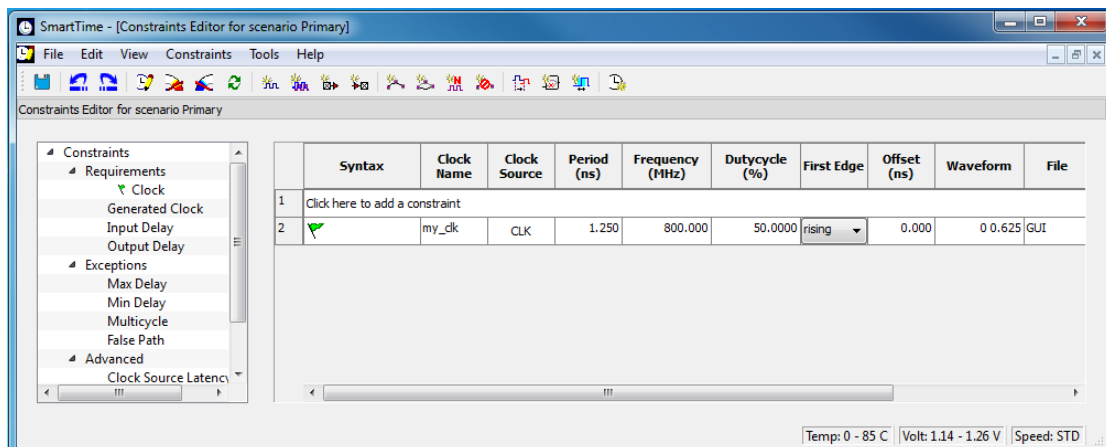 SmartTime - [Constraints Editor for scenario Primary]
File Edit View Constraints Tools Help
Constraints Editor for scenario Primary
Constraints
Requirements
Clock
Generated Clock
Input Delay
Output Delay
Exceptions
Max Delay
Min Delay
Multicycle
False Path
Advanced
Clock Source Latency
Syntax Clock Name Clock Source Period (ns) Frequency (MHz) Dutycycle (%) First Edge Offset (ns) Waveform File
1 Click here to add a constraint
2 my_clk CLK 1.250 800.000 50.0000 rising 0.000 0 0.625 GUI
Temp: 0 - 85 C Volt: 1.14 - 1.26 V Speed: STD